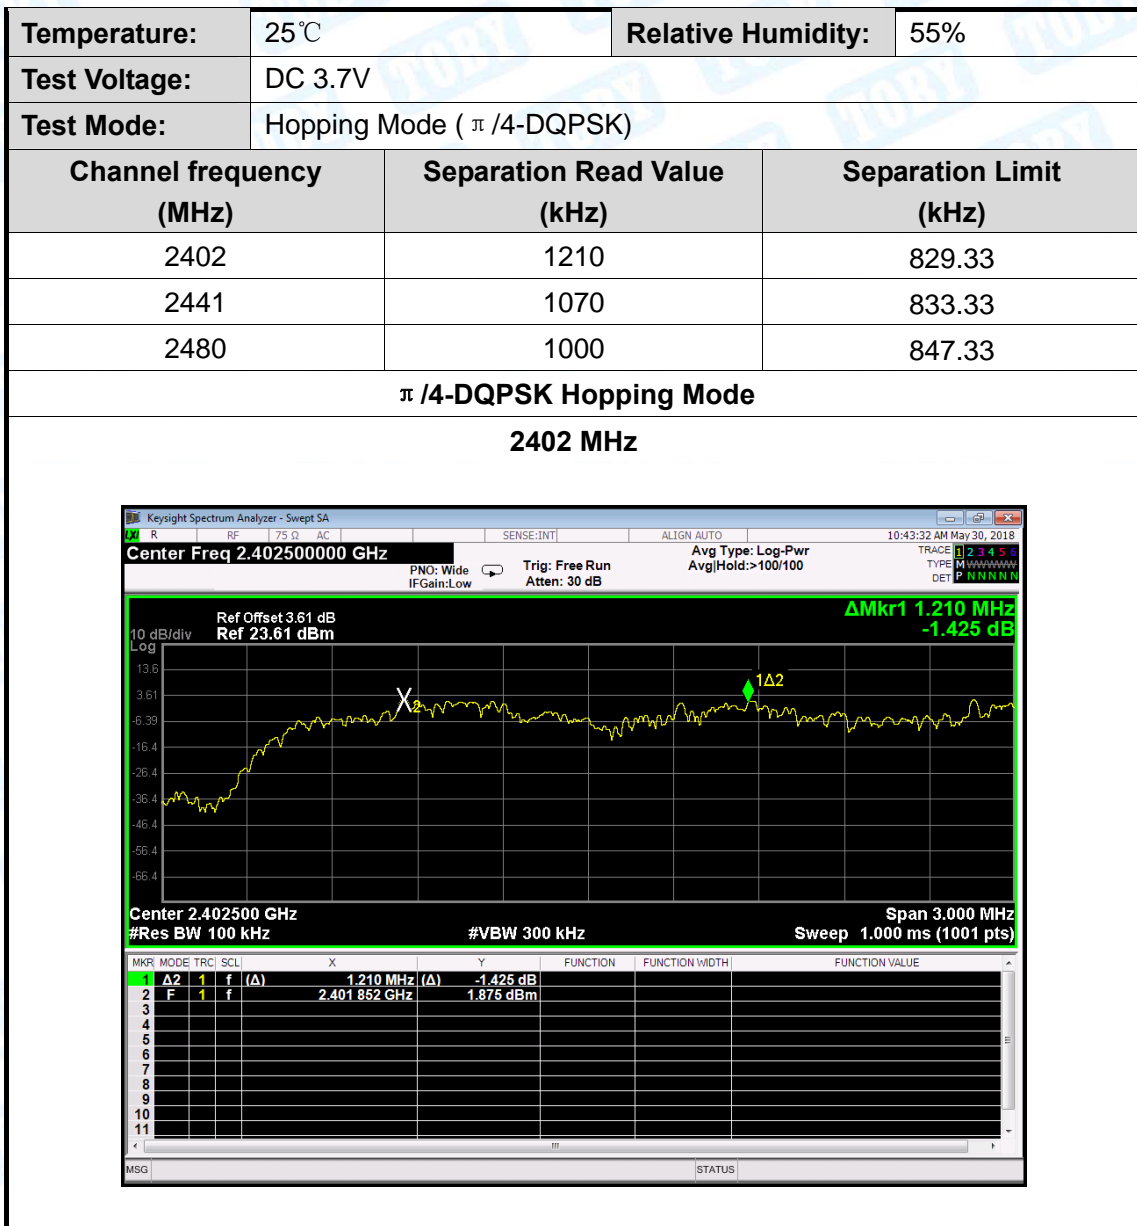 Temperature: 25℃ Relative Humidity: 55%
Test Voltage: DC 3.7V
Test Mode: Hopping Mode (π/4-DQPSK)
Channel frequency (MHz) Separation Read Value (kHz) Separation Limit (kHz)
2402 1210 829.33
2441 1070 833.33
2480 1000 847.33
π/4-DQPSK Hopping Mode
2402 MHz
Keysight Spectrum Analyzer - Swept SA
LXI R RF 75 Ω AC SENSE:INT ALIGN AUTO 10:43:32 AM May 30, 2018
Center Freq 2.402500000 GHz Avg Type: Log-Pwr TRACE 1 2 3 4 5 6
PNO: Wide Trig: Free Run Avg|Hold:>100/100 TYPE M WWWWW
IFGain:Low Atten: 30 dB DET P N N N N N
ΔMkr1 1.210 MHz
-1.425 dB
Ref Offset 3.61 dB
10 dB/div Ref 23.61 dBm
Log
13.6
3.61
-6.39
-16.4
-26.4
-36.4
-46.4
-56.4
-66.4
2
1Δ2
Center 2.402500 GHz Span 3.000 MHz
#Res BW 100 kHz #VBW 300 kHz Sweep 1.000 ms (1001 pts)
MKR MODE TRC SCL X Y FUNCTION FUNCTION WIDTH FUNCTION VALUE
1 Δ2 1 f (Δ) 1.210 MHz (Δ) -1.425 dB
2 F 1 f 2.401 852 GHz 1.875 dBm
3
4
5
6
7
8
9
10
11
MSG STATUS
TOBY